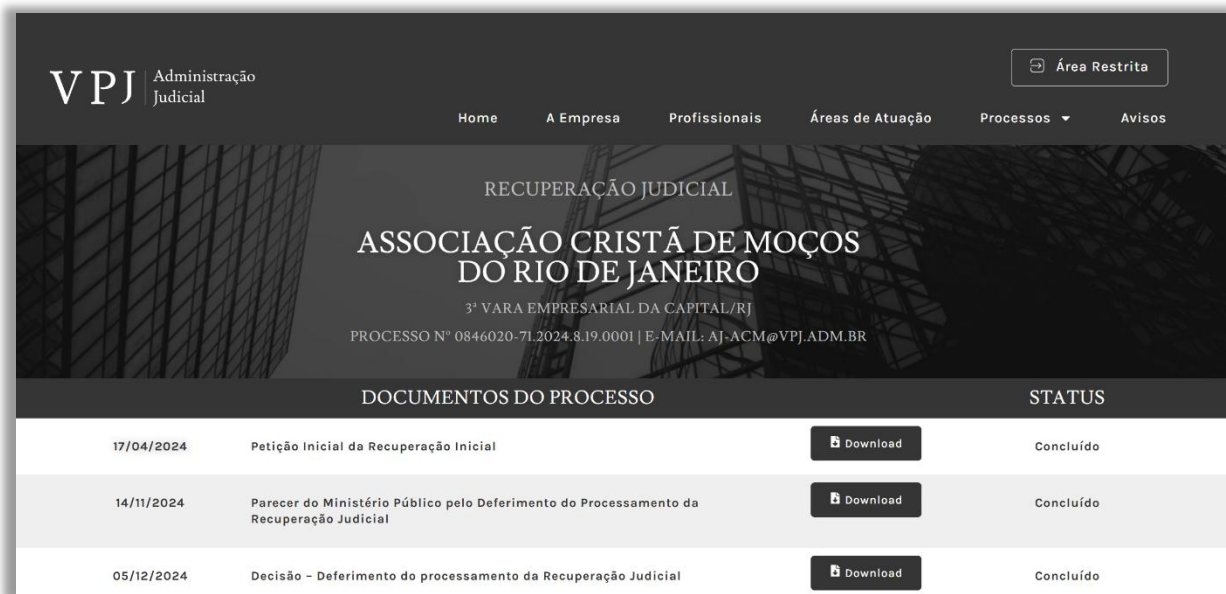 Área Restrita
VPJ
Administração
Judicial
Home A Empresa Profissionais Áreas de Atuação Processos Avisos
RECUPERAÇÃO JUDICIAL
ASSOCIAÇÃO CRISTÃ DE MOÇOS
DO RIO DE JANEIRO
3ª VARA EMPRESARIAL DA CAPITAL/RJ
PROCESSO Nº 0846020-71.2024.8.19.0001 | E-MAIL: AJ-ACM@VPJ.ADM.BR
DOCUMENTOS DO PROCESSO STATUS
17/04/2024 Petição Inicial da Recuperação Inicial Download Concluído
14/11/2024 Parecer do Ministério Público pelo Deferimento do Processamento da
Recuperação Judicial Download Concluído
05/12/2024 Decisão – Deferimento do processamento da Recuperação Judicial Download Concluído